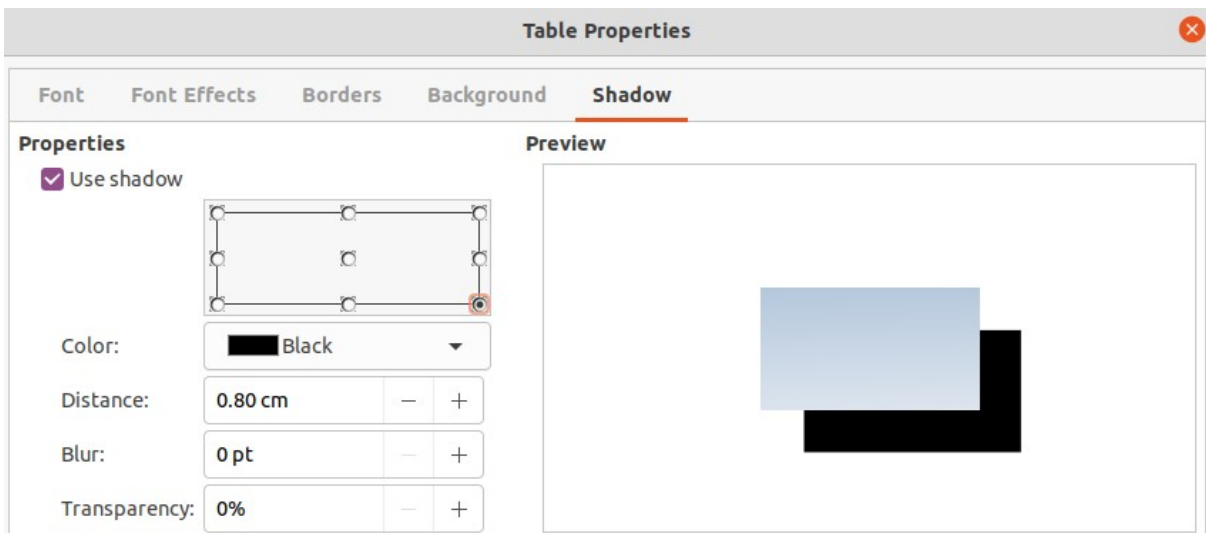 Table Properties
Font Font Effects Borders Background Shadow
Properties
Preview
Use shadow
Color: Black
Distance: 0.80 cm
Blur: 0 pt
Transparency: 0%